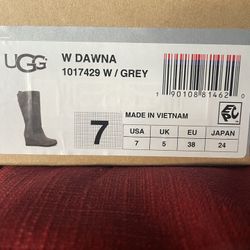 UGG
W DAWNA
1017429 W / GREY
1 90108 81462 0
7
MADE IN VIETNAM
USA UK EU JAPAN
7 5 38 24